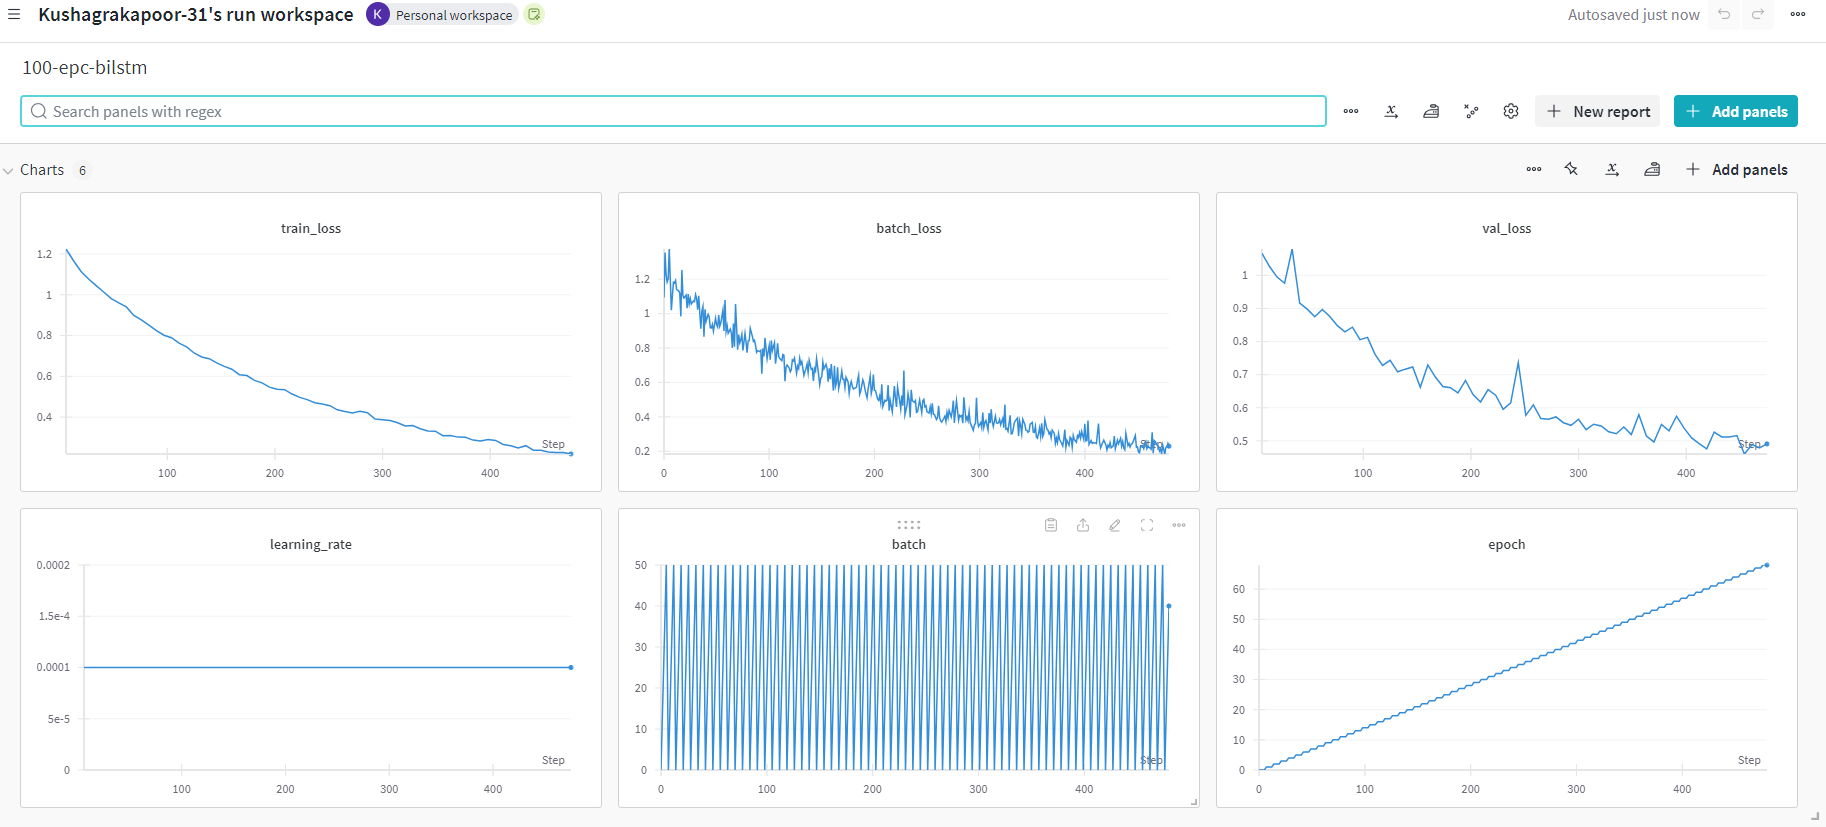 Kushagrakapoor-31's run workspace K Personal workspace Autosaved just now
100-epc-bilstm
Search panels with regex New report Add panels
Charts 6 Add panels
train_loss
1.2
1
0.8
0.6
0.4
Step
100 200 300 400
batch_loss
1.2
1
0.8
0.6
0.4
0.2
Step
0 100 200 300 400
val_loss
1
0.9
0.8
0.7
0.6
0.5
Step
100 200 300 400
learning_rate
0.0002
1.5e-4
0.0001
5e-5
0
Step
100 200 300 400
batch
50
40
30
20
10
0
Step
0 100 200 300 400
epoch
60
50
40
30
20
10
0
Step
0 100 200 300 400